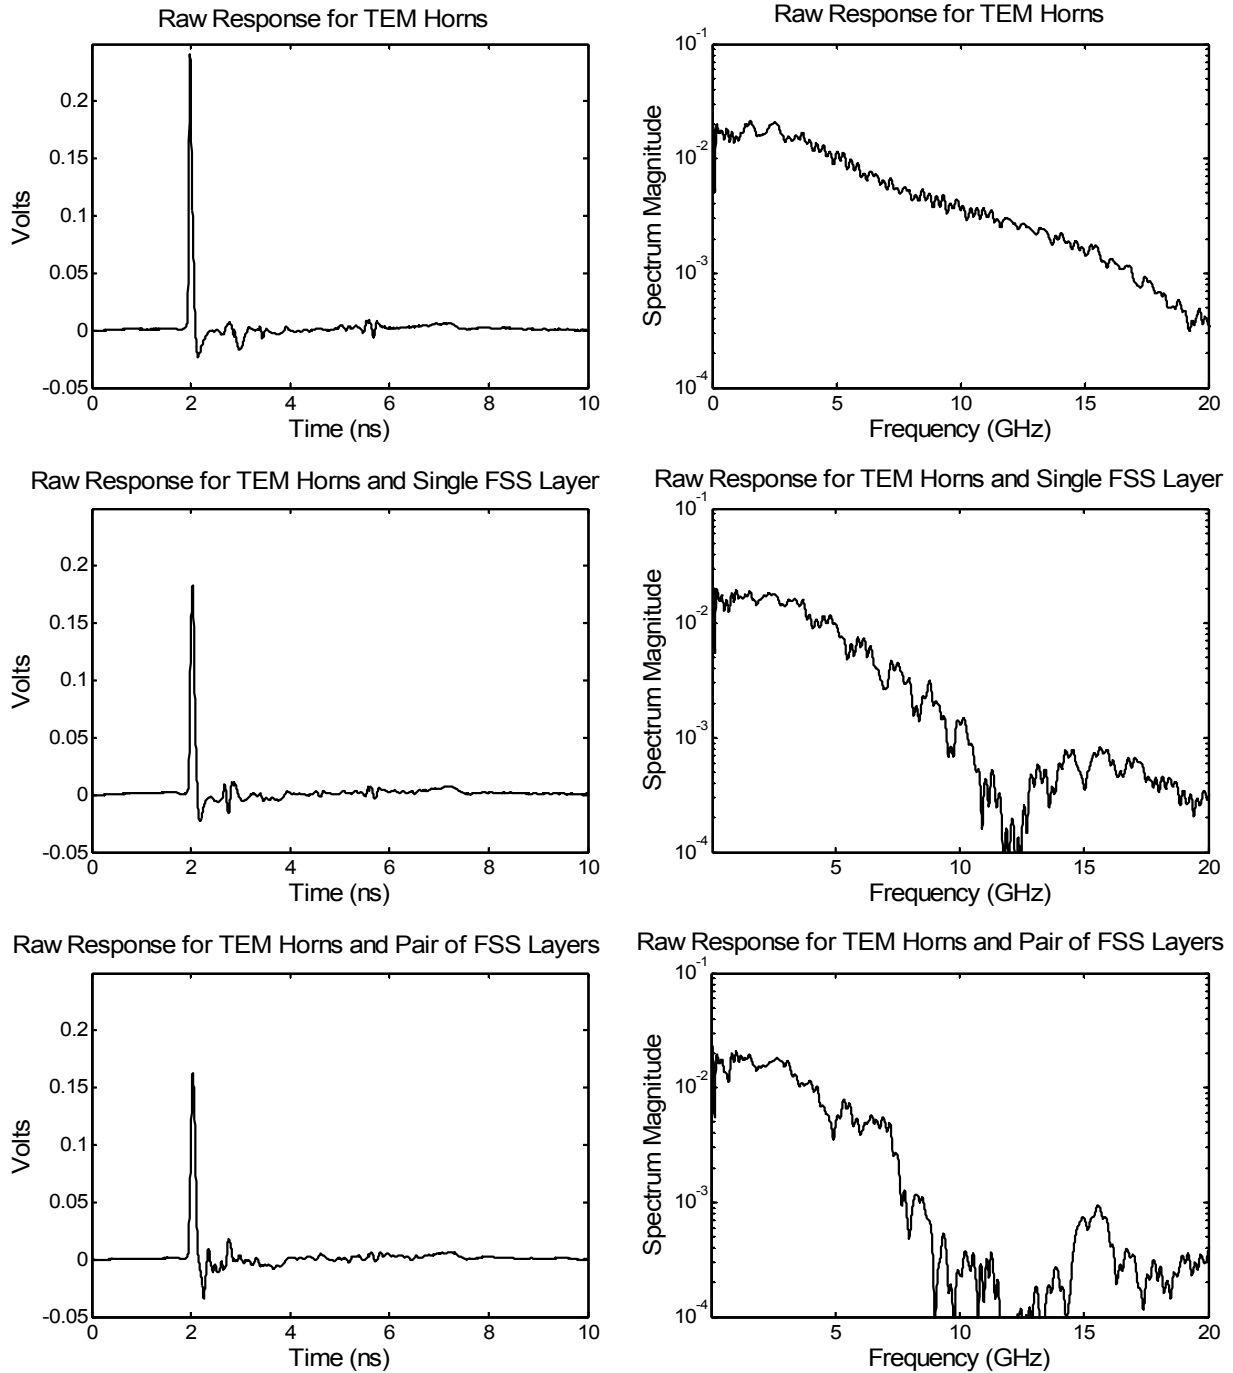 Raw Response for TEM Horns
Volts
0.2
0.15
0.1
0.05
0
-0.05
0 2 4 6 8 10
Time (ns)
Raw Response for TEM Horns
Spectrum Magnitude
10-1
10-2
10-3
10-4
0 5 10 15 20
Frequency (GHz)
Raw Response for TEM Horns and Single FSS Layer
Volts
0.2
0.15
0.1
0.05
0
-0.05
0 2 4 6 8 10
Time (ns)
Raw Response for TEM Horns and Single FSS Layer
Spectrum Magnitude
10-1
10-2
10-3
10-4
5 10 15 20
Frequency (GHz)
Raw Response for TEM Horns and Pair of FSS Layers
Volts
0.2
0.15
0.1
0.05
0
-0.05
0 2 4 6 8 10
Time (ns)
Raw Response for TEM Horns and Pair of FSS Layers
Spectrum Magnitude
10-1
10-2
10-3
10-4
5 10 15 20
Frequency (GHz)